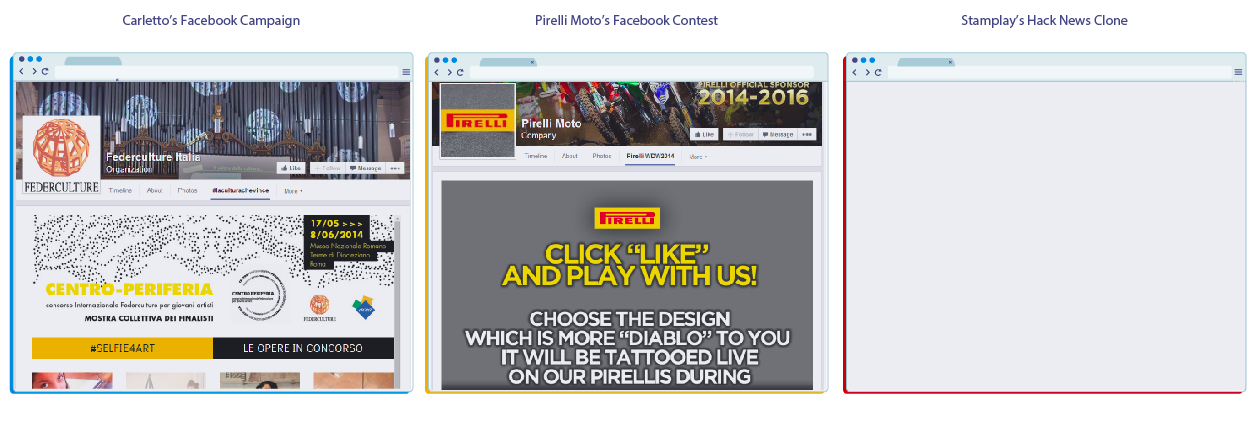 Carletto's Facebook Campaign
Pirelli Moto's Facebook Contest
Stamplay's Hack News Clone
Federculture Italia
Organization
Like
Follow
Message
FEDERCULTURE
Timeline
About
Photos
#laculturachevince
More
17/05 > > >
8/06/2014
Museo Nazionale Romano
Terme di Diocleziano
Roma
CENTRO-PERIFERIA
concorso Internazionale Federculture per giovani artisti
MOSTRA COLLETTIVA DEI FINALISTI
CENTRO-PERIFERIA
FEDERCULTURE
#SELFIE4ART
LE OPERE IN CONCORSO
PIRELLI OFFICIAL SPONSOR
2014-2016
PIRELLI
Pirelli Moto
Company
Like
Follow
Message
Timeline
About
Photos
Pirelli WDW2014
More
PIRELLI
CLICK “LIKE”
AND PLAY WITH US!
CHOOSE THE DESIGN
WHICH IS MORE “DIABLO” TO YOU
IT WILL BE TATTOOED LIVE
ON OUR PIRELLIS DURING